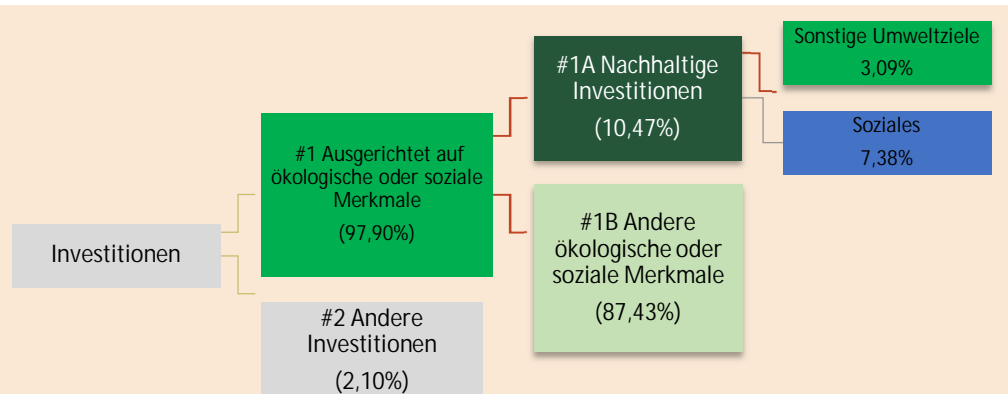 Investitionen
#1 Ausgerichtet auf
ökologische oder soziale
Merkmale
(97,90%)
#2 Andere
Investitionen
(2,10%)
#1A Nachhaltige
Investitionen
(10,47%)
#1B Andere
ökologische oder
soziale Merkmale
(87,43%)
Sonstige Umweltziele
3,09%
Soziales
7,38%